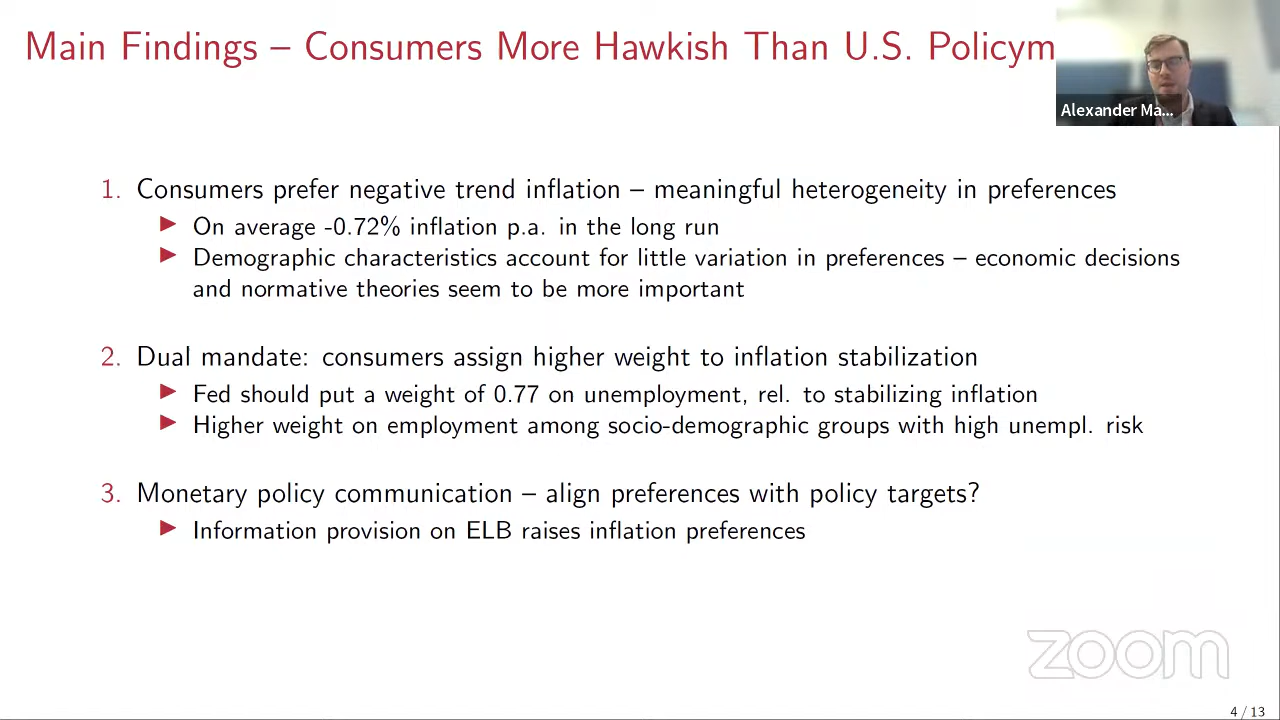 Main Findings – Consumers More Hawkish Than U.S. Policym
Alexander Ma...
1. Consumers prefer negative trend inflation – meaningful heterogeneity in preferences
▶ On average -0.72% inflation p.a. in the long run
▶ Demographic characteristics account for little variation in preferences – economic decisions
and normative theories seem to be more important
2. Dual mandate: consumers assign higher weight to inflation stabilization
▶ Fed should put a weight of 0.77 on unemployment, rel. to stabilizing inflation
▶ Higher weight on employment among socio-demographic groups with high unempl. risk
3. Monetary policy communication – align preferences with policy targets?
▶ Information provision on ELB raises inflation preferences
zoom
4 / 13